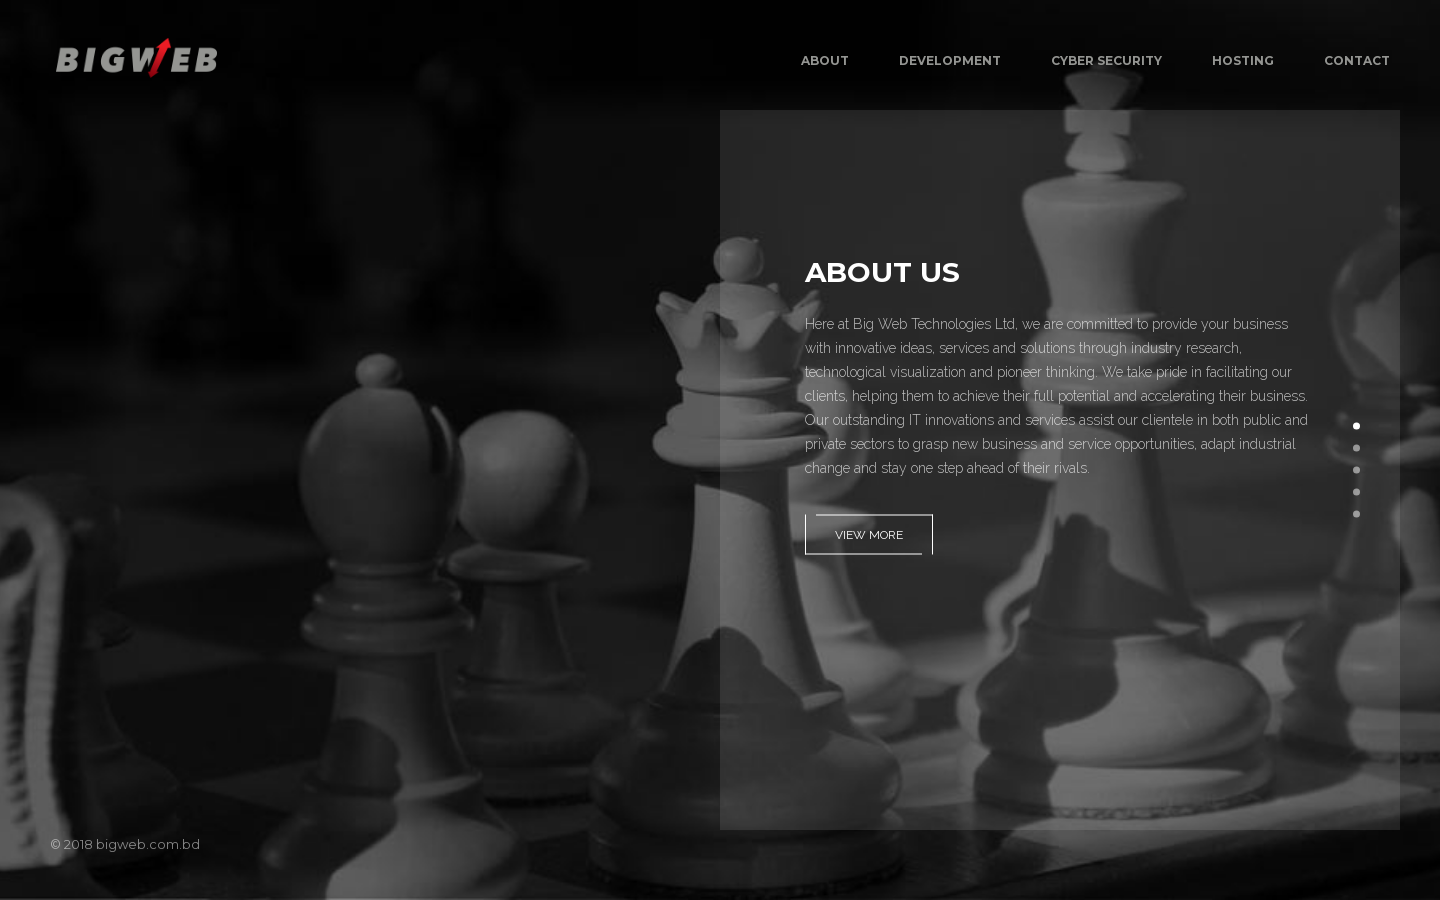 BIGWEB
ABOUT
DEVELOPMENT
CYBER SECURITY
HOSTING
CONTACT
ABOUT US
Here at Big Web Technologies Ltd, we are committed to provide your business
with innovative ideas, services and solutions through industry research,
technological visualization and pioneer thinking. We take pride in facilitating our
clients, helping them to achieve their full potential and accelerating their business.
Our outstanding IT innovations and services assist our clientele in both public and
private sectors to grasp new business and service opportunities, adapt industrial
change and stay one step ahead of their rivals.
VIEW MORE
© 2018 bigweb.com.bd